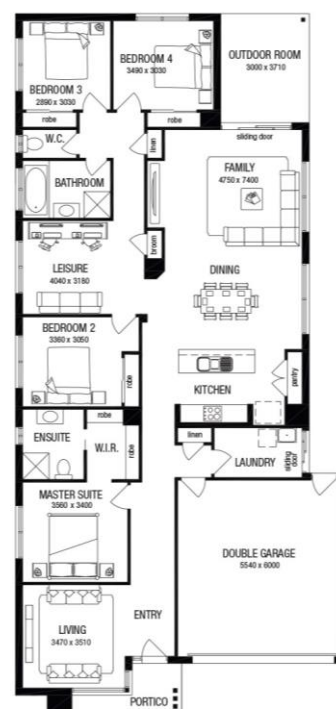 BEDROOM 3
2890 x 3030
BEDROOM 4
3490 x 3030
OUTDOOR ROOM
3000 x 3710
robe
robe
W.C.
linen
sliding door
FAMILY
4750 x 7400
BATHROOM
broom
LEISURE
4040 x 3180
DINING
BEDROOM 2
3360 x 3050
robe
KITCHEN
pantry
robe
ENSUITE
W.I.R.
robe
linen
LAUNDRY
sliding
door
MASTER SUITE
3560 x 3400
DOUBLE GARAGE
5540 x 6000
LIVING
3470 x 3510
ENTRY
PORTICO